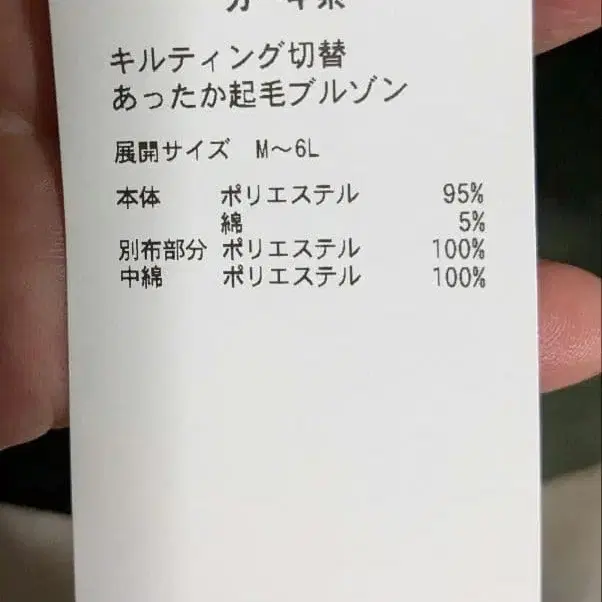 キルティング切替
あったか起毛ブルゾン
展開サイズ M～6L
本体 ポリエステル 95%
綿 5%
別布部分 ポリエステル 100%
中綿 ポリエステル 100%